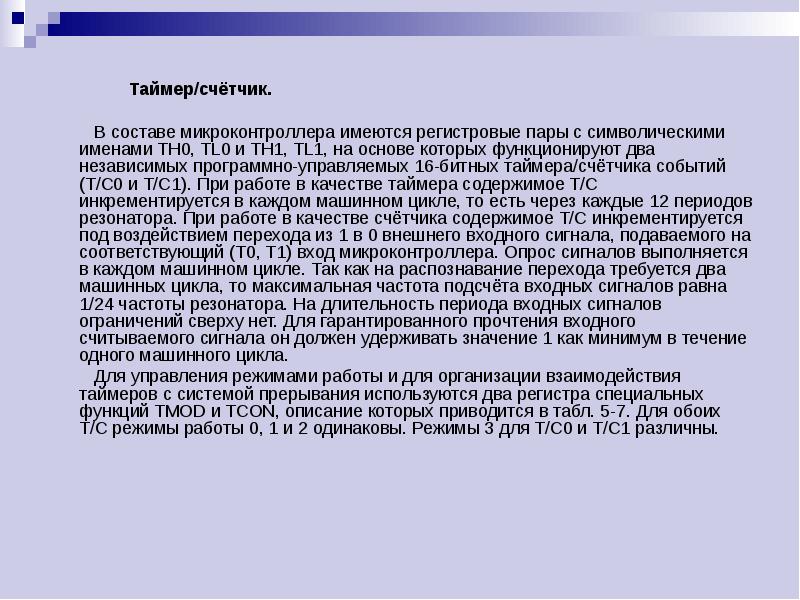 Таймер/счётчик.
В составе микроконтроллера имеются регистровые пары с символическими
именами TH0, TL0 и TH1, TL1, на основе которых функционируют два
независимых программно-управляемых 16-битных таймера/счётчика событий
(Т/С0 и Т/С1). При работе в качестве таймера содержимое Т/С
инкрементируется в каждом машинном цикле, то есть через каждые 12 периодов
резонатора. При работе в качестве счётчика содержимое Т/С инкрементируется
под воздействием перехода из 1 в 0 внешнего входного сигнала, подаваемого на
соответствующий (Т0, Т1) вход микроконтроллера. Опрос сигналов выполняется
в каждом машинном цикле. Так как на распознавание перехода требуется два
машинных цикла, то максимальная частота подсчёта входных сигналов равна
1/24 частоты резонатора. На длительность периода входных сигналов
ограничений сверху нет. Для гарантированного прочтения входного
считываемого сигнала он должен удерживать значение 1 как минимум в течение
одного машинного цикла.
Для управления режимами работы и для организации взаимодействия
таймеров с системой прерывания используются два регистра специальных
функций TMOD и TCON, описание которых приводится в табл. 5-7. Для обоих
Т/С режимы работы 0, 1 и 2 одинаковы. Режимы 3 для Т/С0 и Т/С1 различны.